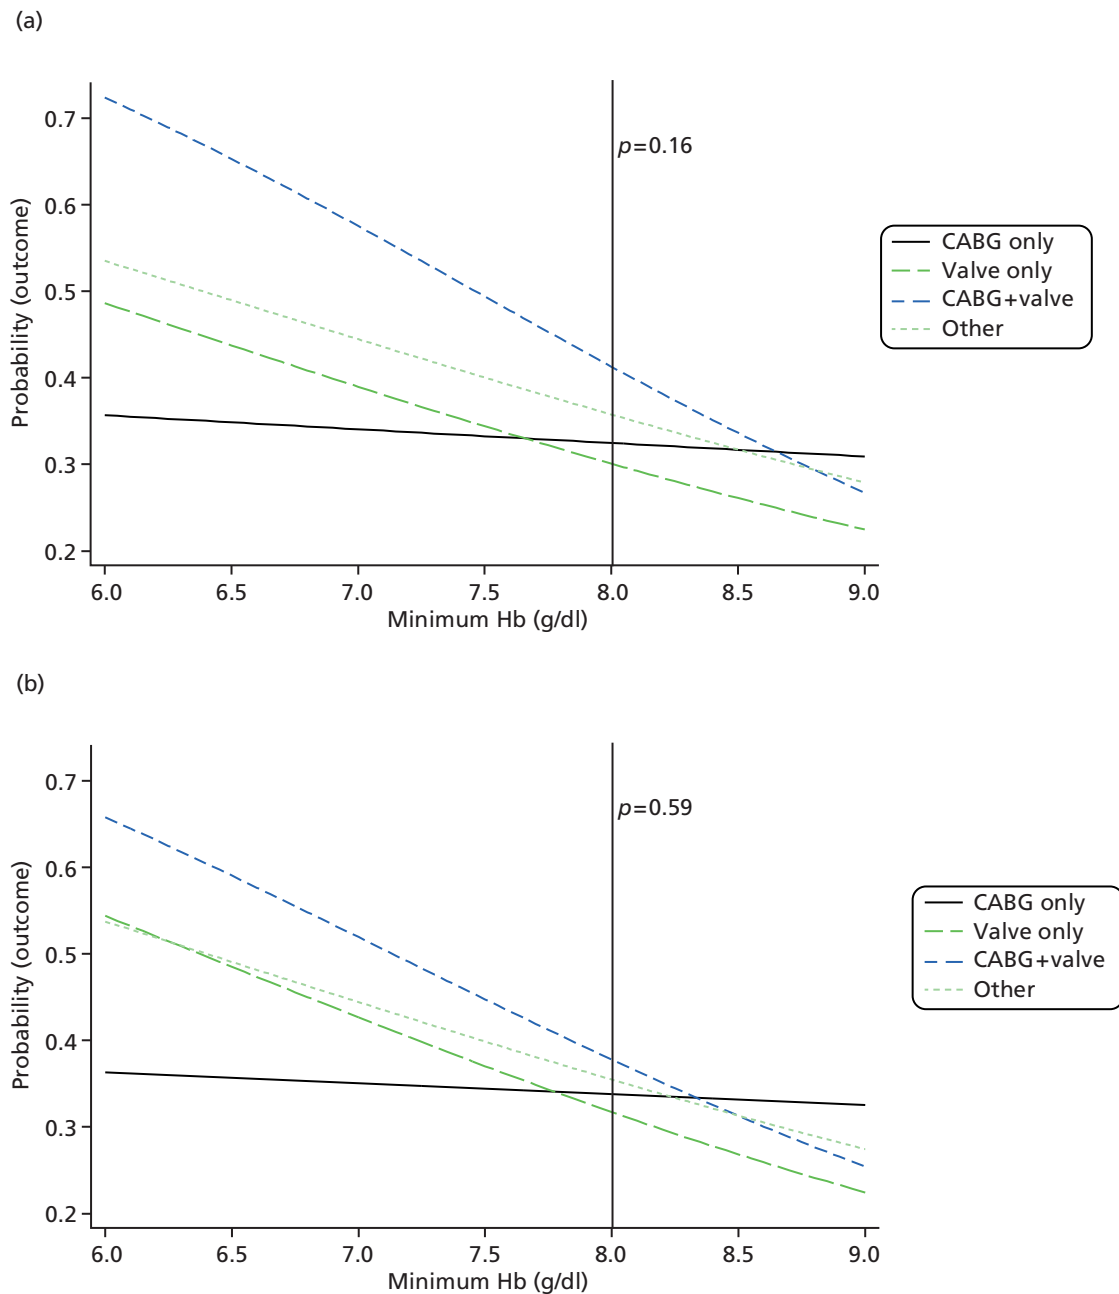 (a)
0.7
0.6
0.5
0.4
0.3
0.2
Probability (outcome)
p=0.16
CABG only
Valve only
CABG+valve
Other
6.0 6.5 7.0 7.5 8.0 8.5 9.0
Minimum Hb (g/dl)
(b)
0.7
0.6
0.5
0.4
0.3
0.2
Probability (outcome)
p=0.59
CABG only
Valve only
CABG+valve
Other
6.0 6.5 7.0 7.5 8.0 8.5 9.0
Minimum Hb (g/dl)